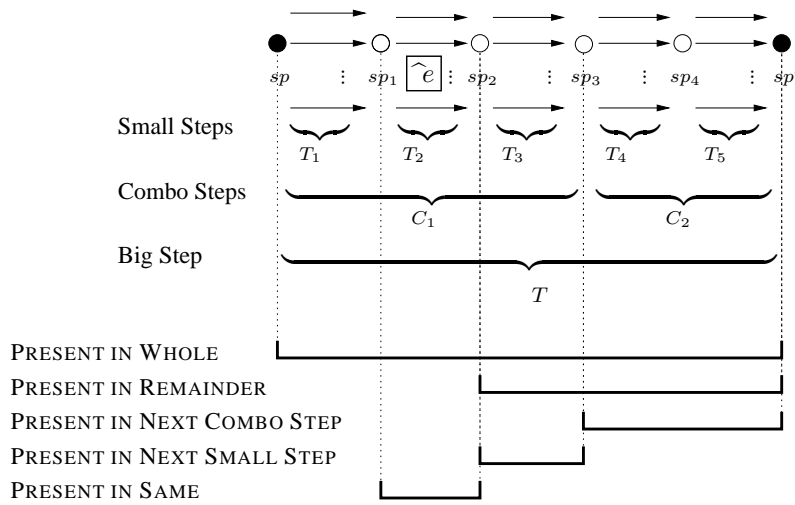 sp ⋮ sp₁ ^e ⋮ sp₂ ⋮ sp₃ ⋮ sp₄ ⋮ sp
Small Steps
T₁ T₂ T₃ T₄ T₅
Combo Steps
C₁ C₂
Big Step
T
PRESENT IN WHOLE
PRESENT IN REMAINDER
PRESENT IN NEXT COMBO STEP
PRESENT IN NEXT SMALL STEP
PRESENT IN SAME